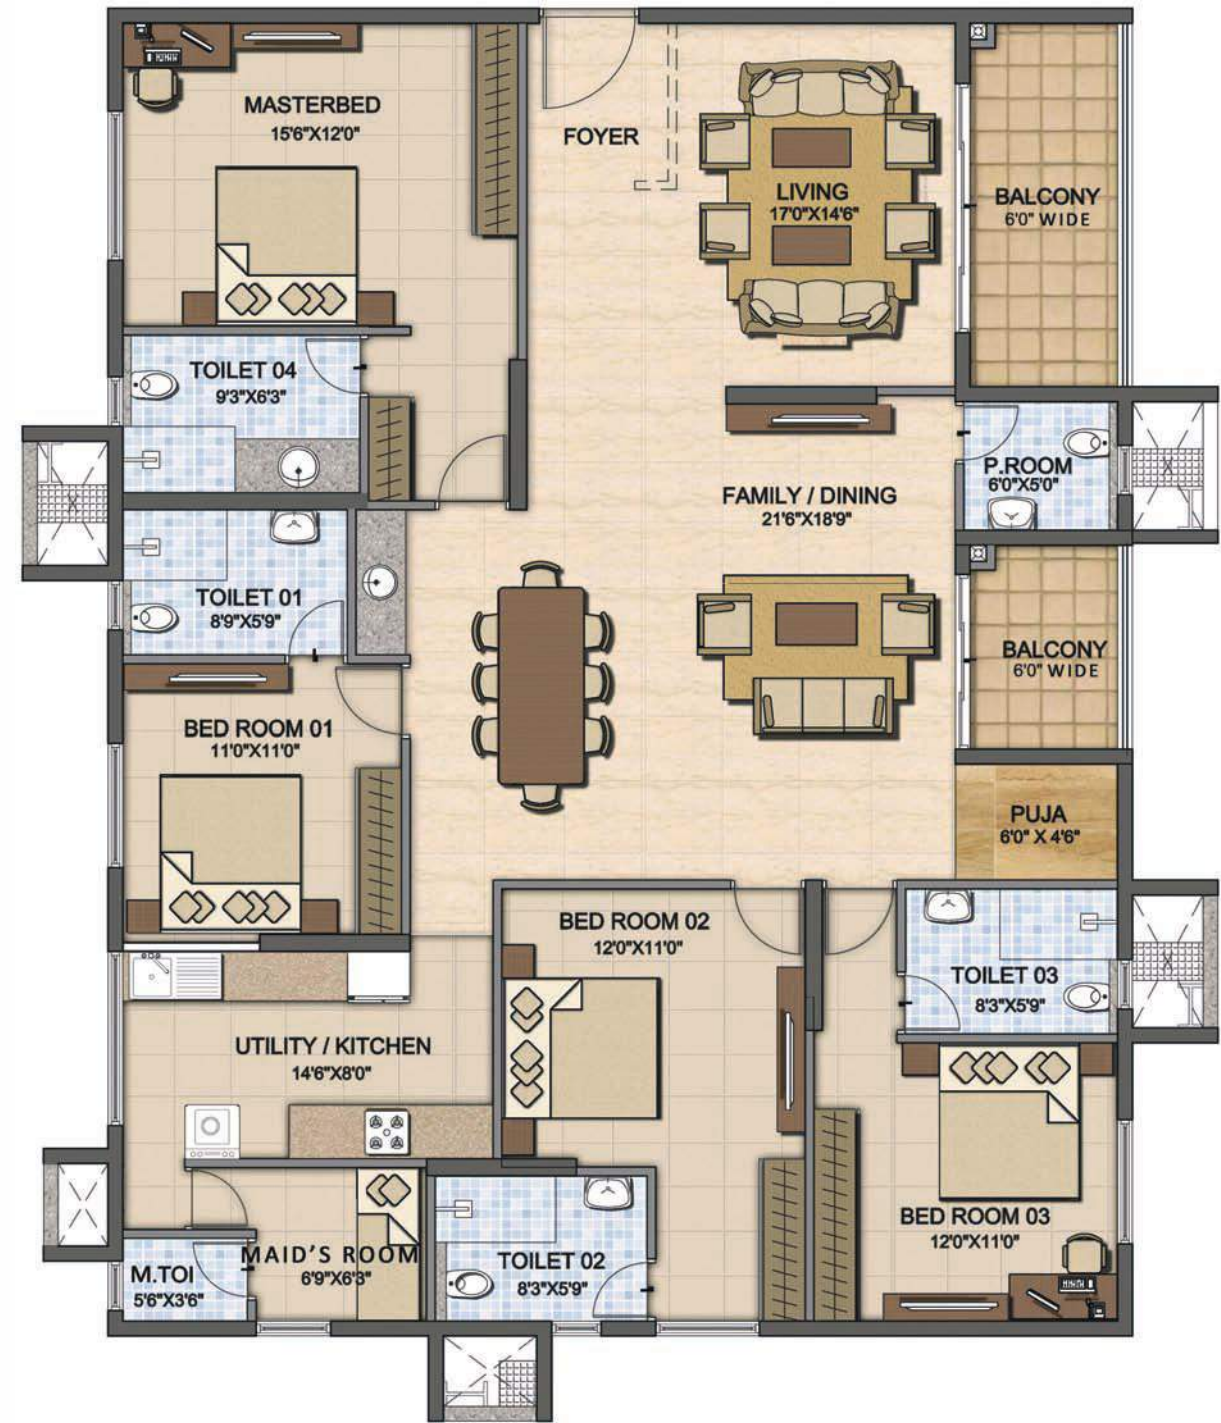 MASTERBED
15'6"X12'0"
FOYER
LIVING
17'0"X14'6"
BALCONY
6'0" WIDE
TOILET 04
9'3"X6'3"
P.ROOM
6'0"X5'0"
FAMILY / DINING
21'6"X18'9"
TOILET 01
8'9"X5'9"
BALCONY
6'0" WIDE
BED ROOM 01
11'0"X11'0"
PUJA
6'0" X 4'6"
BED ROOM 02
12'0"X11'0"
TOILET 03
8'3"X5'9"
UTILITY / KITCHEN
14'6"X8'0"
BED ROOM 03
12'0"X11'0"
MAID'S ROOM
6'9"X6'3"
TOILET 02
8'3"X5'9"
M.TOI
5'6"X3'6"